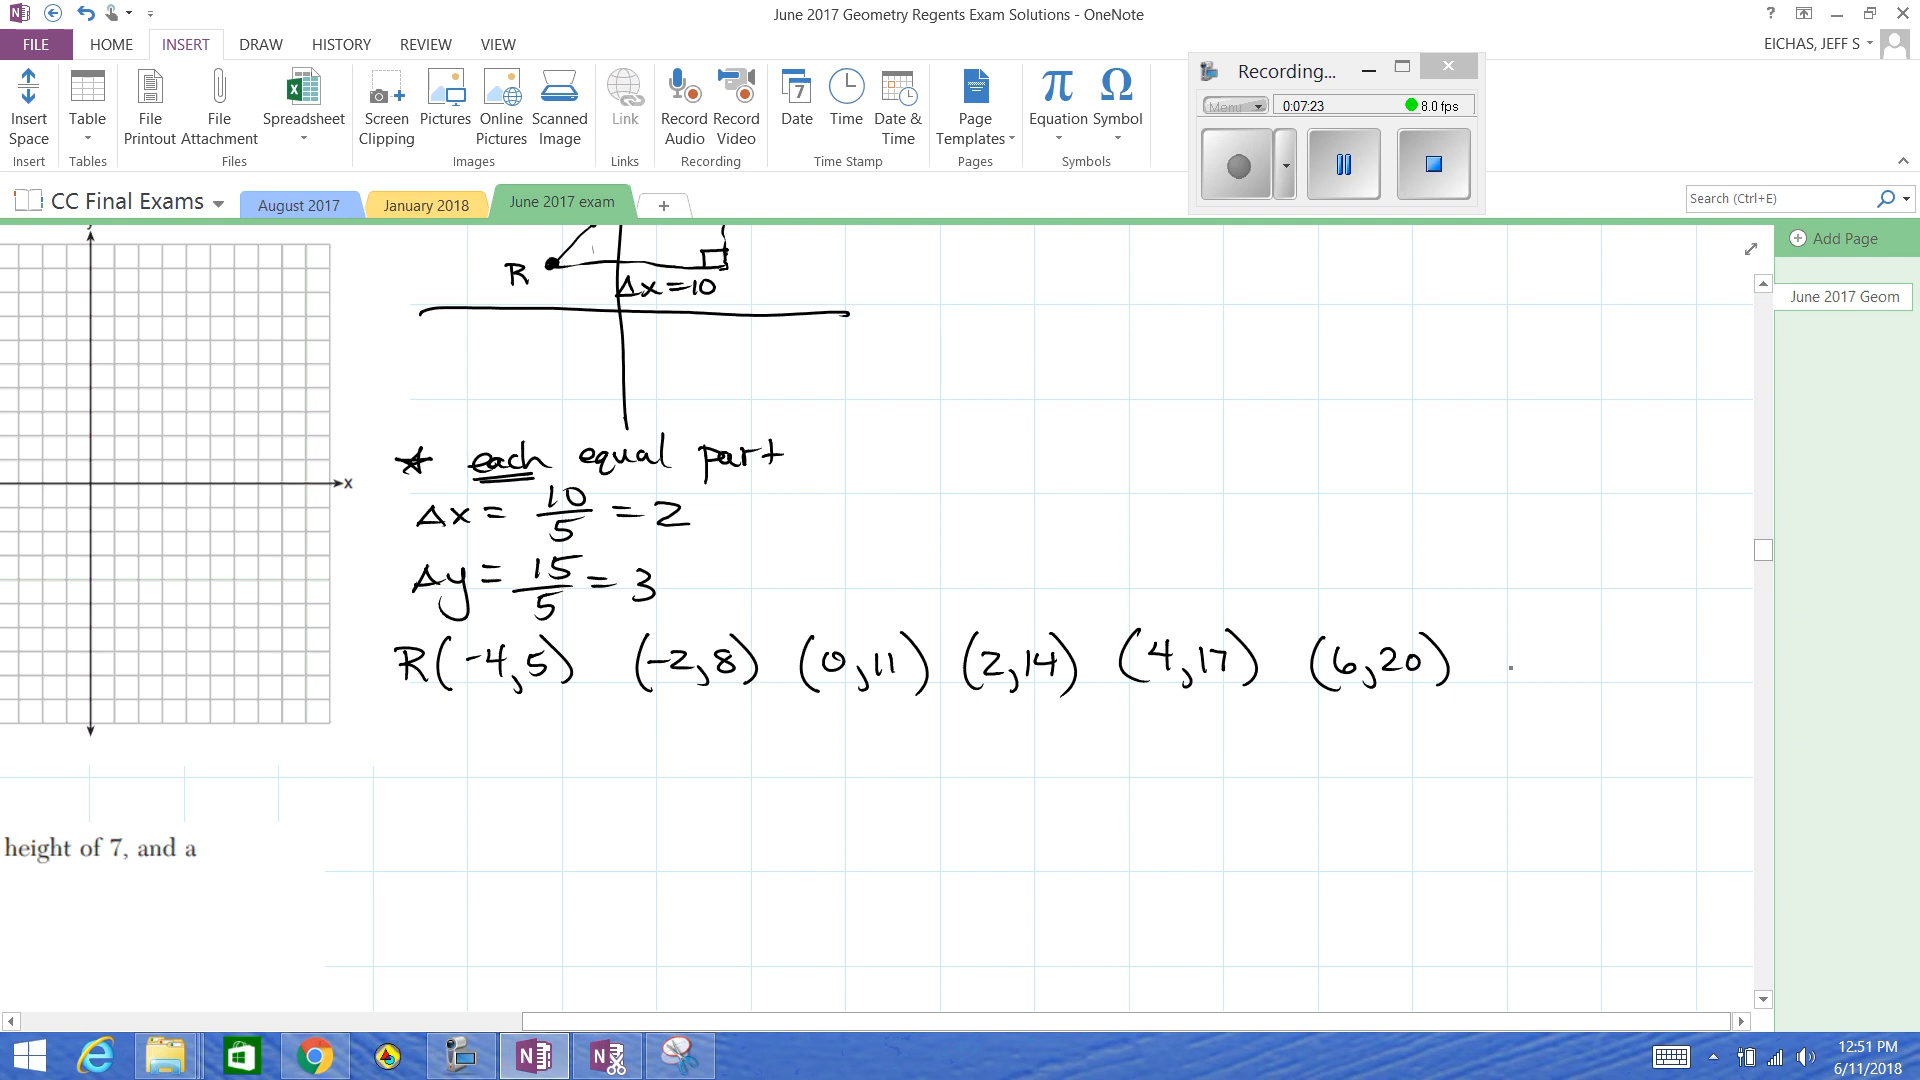 June 2017 Geometry Regents Exam Solutions - OneNote
?
FILE HOME INSERT DRAW HISTORY REVIEW VIEW
EICHAS, JEFF S
Insert Space
Table
File Printout
File Attachment
Spreadsheet
Screen Clipping
Pictures
Online Pictures
Scanned Image
Link
Record Audio
Record Video
Date
Time
Date & Time
Page Templates
π Equation
Ω Symbol
Insert Tables Files Images Links Recording Time Stamp Pages Symbols
Recording...
Menu 0:07:23 8.0 fps
CC Final Exams August 2017 January 2018 June 2017 exam +
Search (Ctrl+E)
Add Page
June 2017 Geom
R
Δx=10
x
* each equal part
Δx = 10/5 = 2
Δy = 15/5 = 3
R(-4,5) (-2,8) (0,11) (2,14) (4,17) (6,20)
height of 7, and a
12:51 PM
6/11/2018